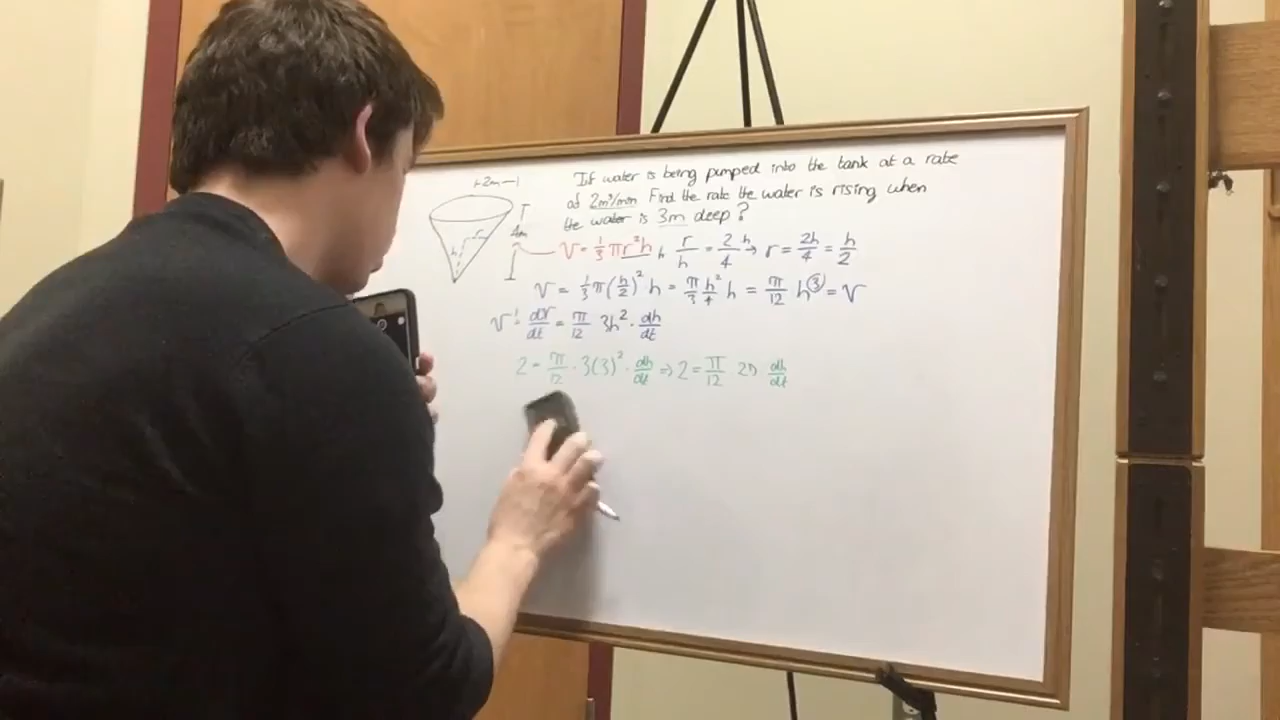 If water is being pumped into the tank at a rate
of 2m³/min Find the rate the water is rising when
the water is 3m deep?
2m
4m
h
r
V = 1/3 πr²h, r/h = 2/4 → r = 2h/4 = h/2
V = 1/3 π(h/2)² h = π/3 h²/4 h = π/12 h³ = V
V' = dV/dt = π/12 3h² · dh/dt
2 = π/12 · 3(3)² · dh/dt ⇒ 2 = π/12 27 dh/dt